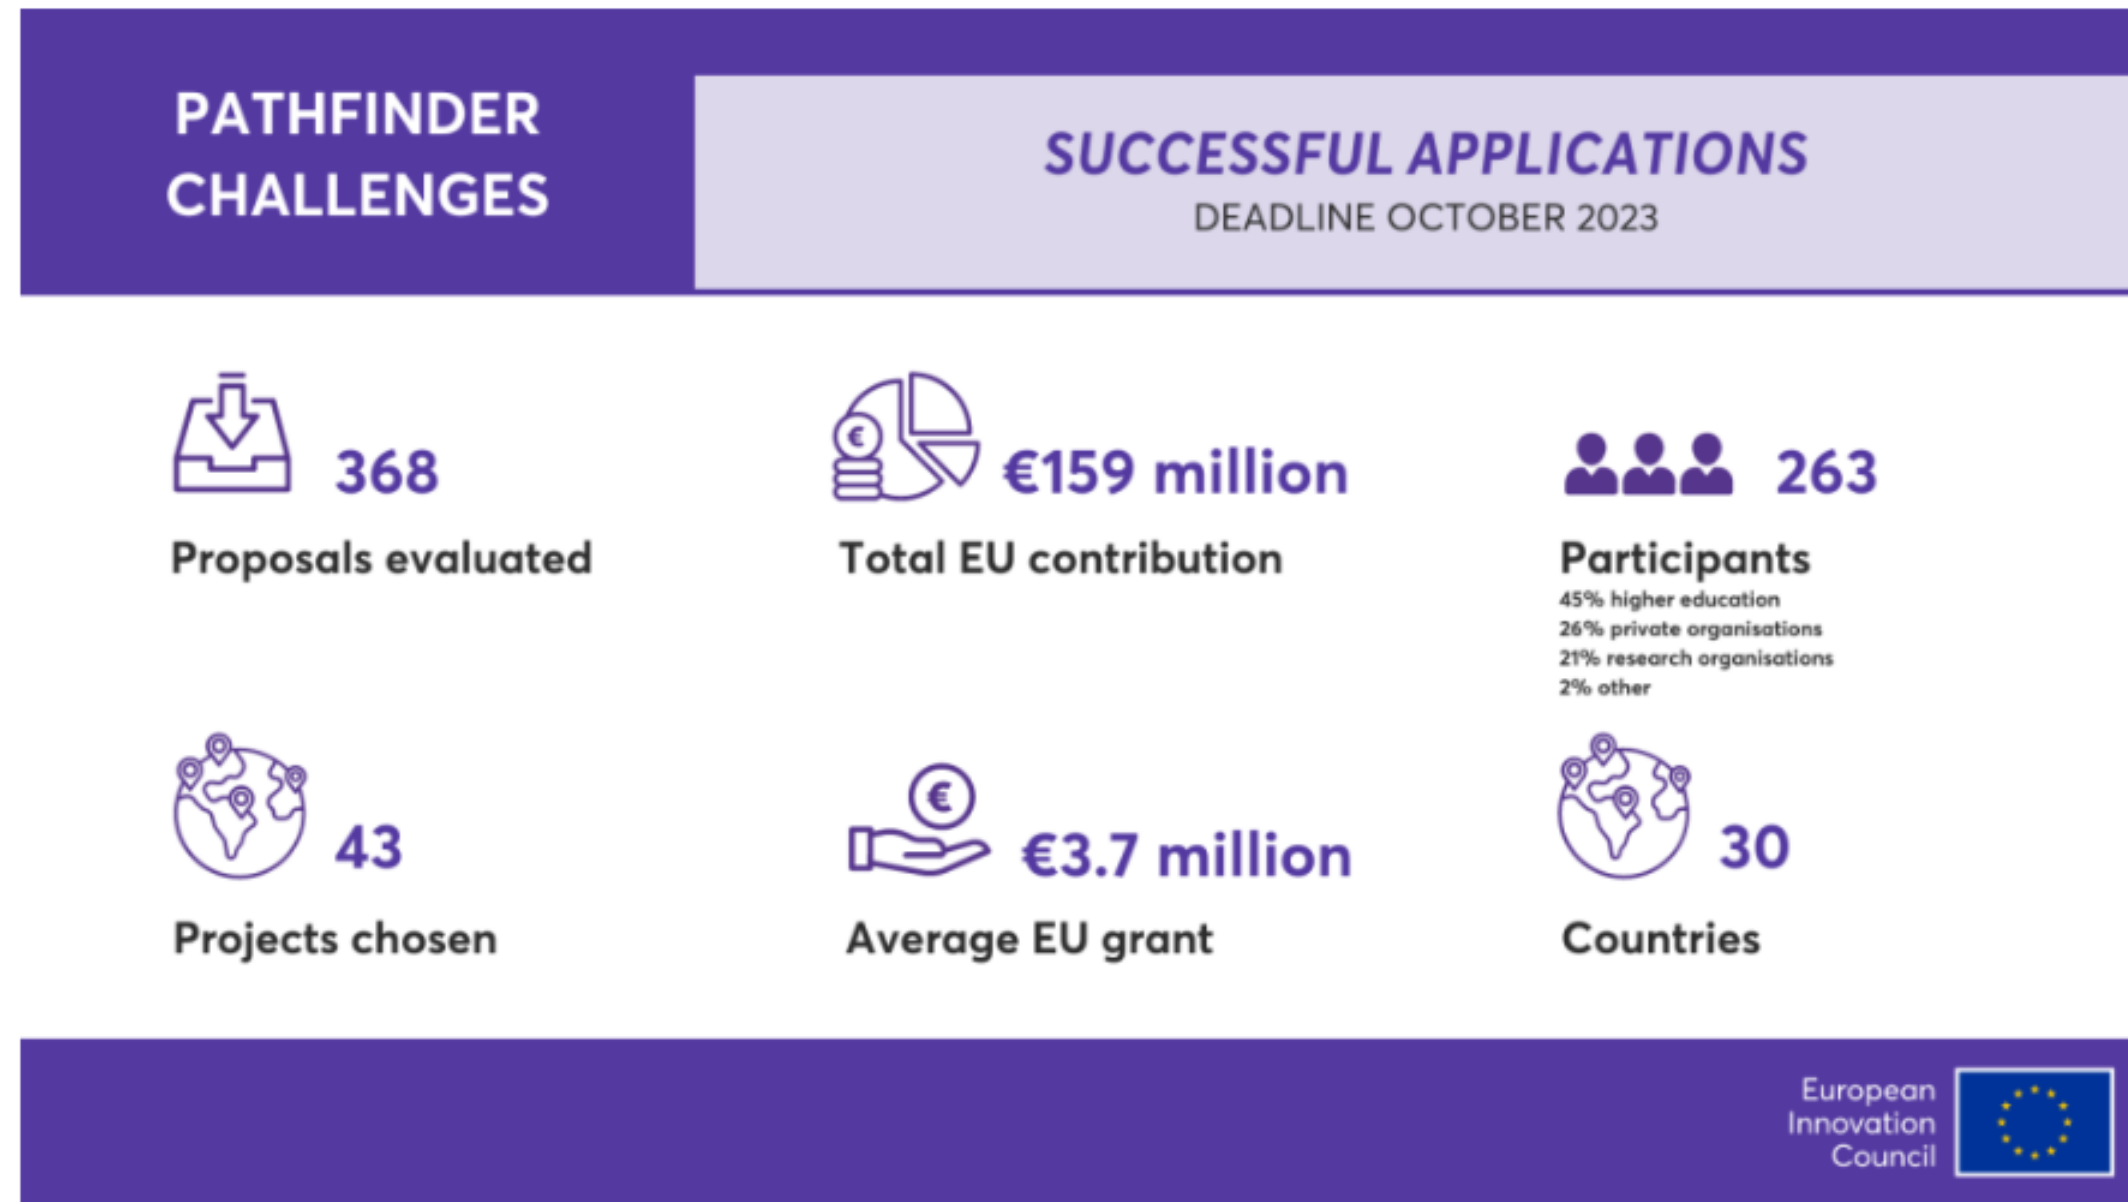 PATHFINDER
CHALLENGES
SUCCESSFUL APPLICATIONS
DEADLINE OCTOBER 2023
368
Proposals evaluated
€
€159 million
Total EU contribution
263
Participants
45% higher education
26% private organisations
21% research organisations
2% other
43
Projects chosen
€
€3.7 million
Average EU grant
30
Countries
European
Innovation
Council